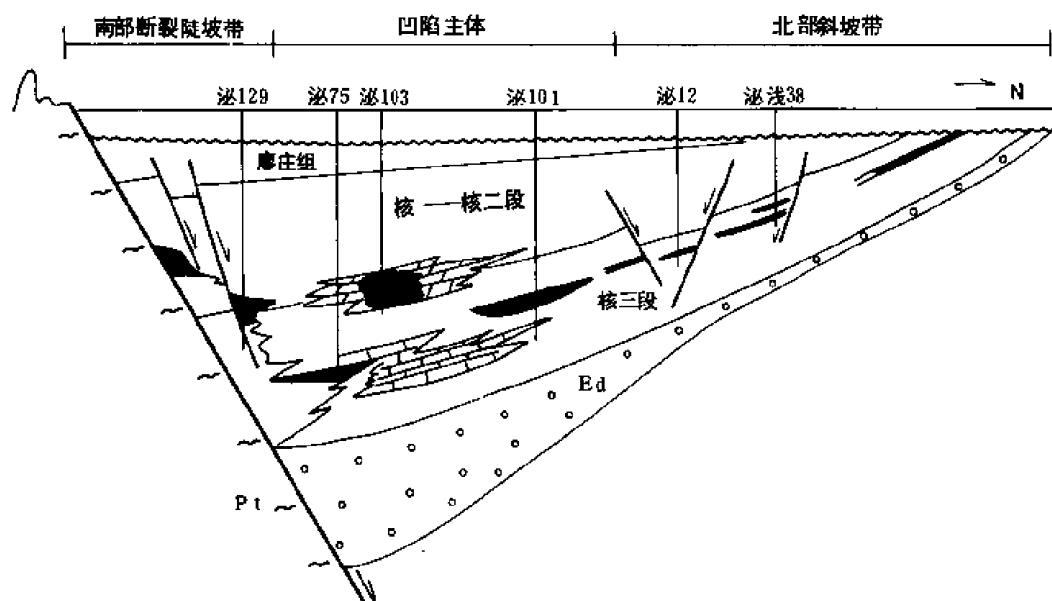 南部断裂陡坡带
凹陷主体
北部斜坡带
泌129
泌75
泌103
泌101
泌12
泌浅38
N
廖庄组
核一—核二段
核三段
Ed
Pt